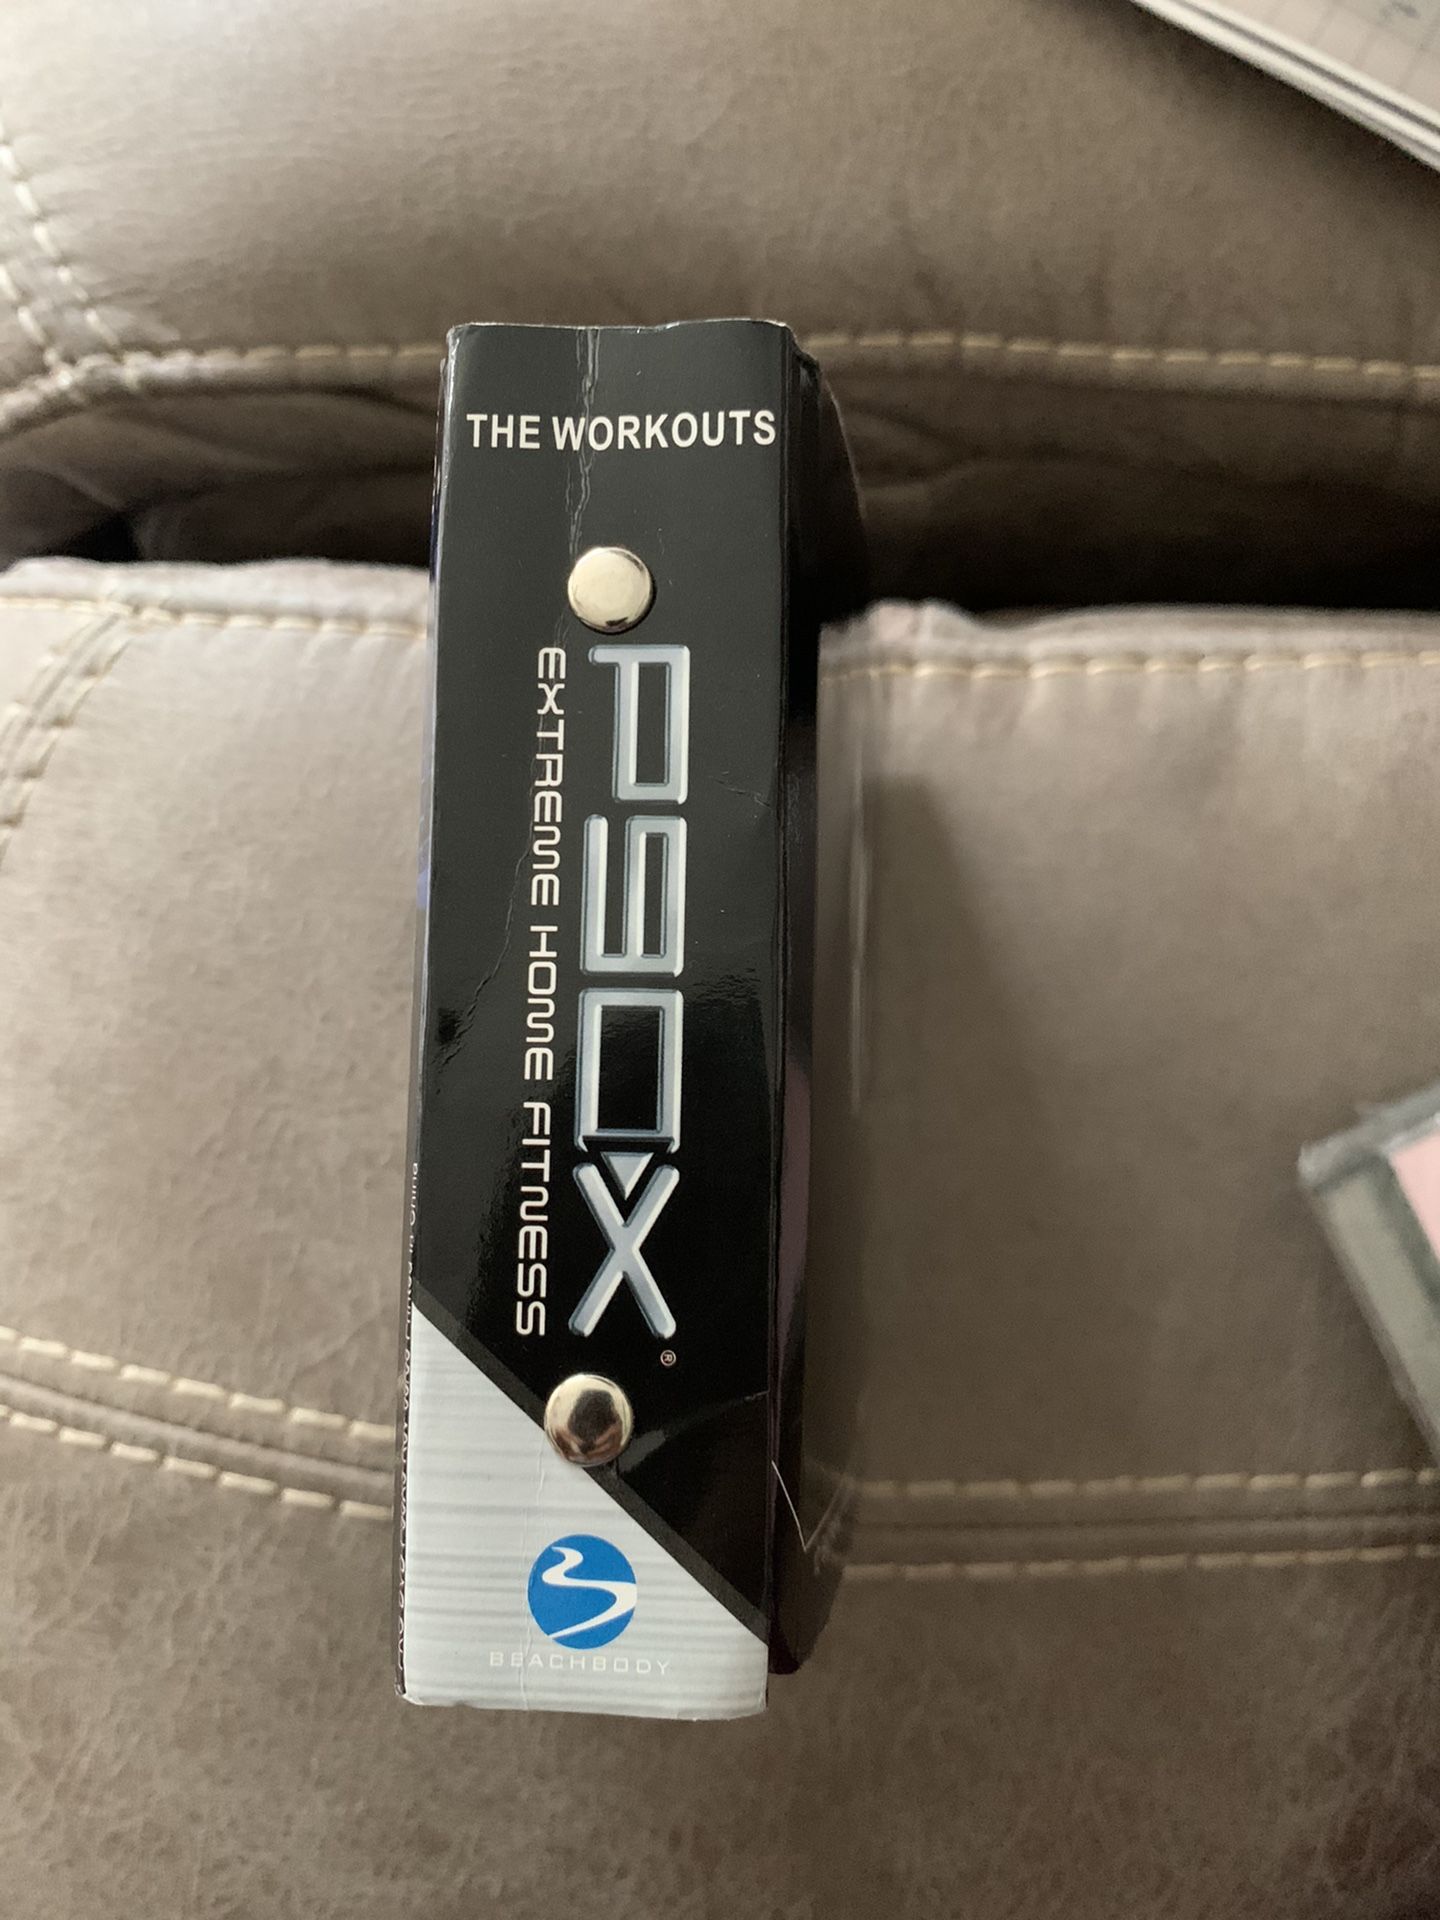 THE WORKOUTS
P90X®
EXTREME HOME FITNESS
BEACHBODY